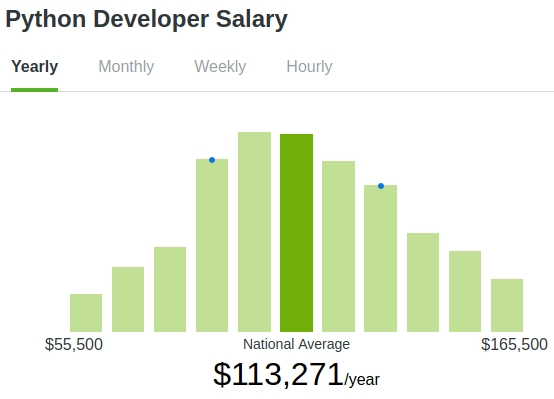 Python Developer Salary
Yearly Monthly Weekly Hourly
$55,500 National Average $165,500
$113,271/year